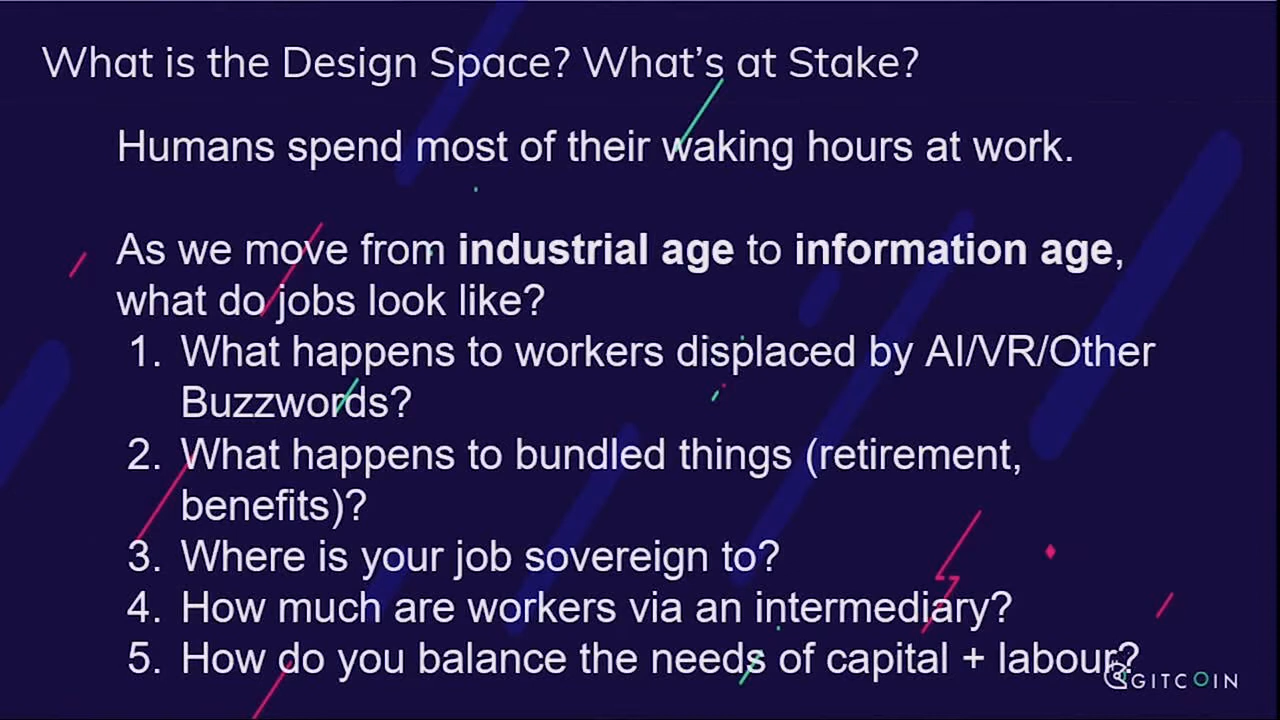 What is the Design Space? What's at Stake?
Humans spend most of their waking hours at work.
As we move from industrial age to information age,
what do jobs look like?
1. What happens to workers displaced by AI/VR/Other
Buzzwords?
2. What happens to bundled things (retirement,
benefits)?
3. Where is your job sovereign to?
4. How much are workers via an intermediary?
5. How do you balance the needs of capital + labour?
GITCOIN